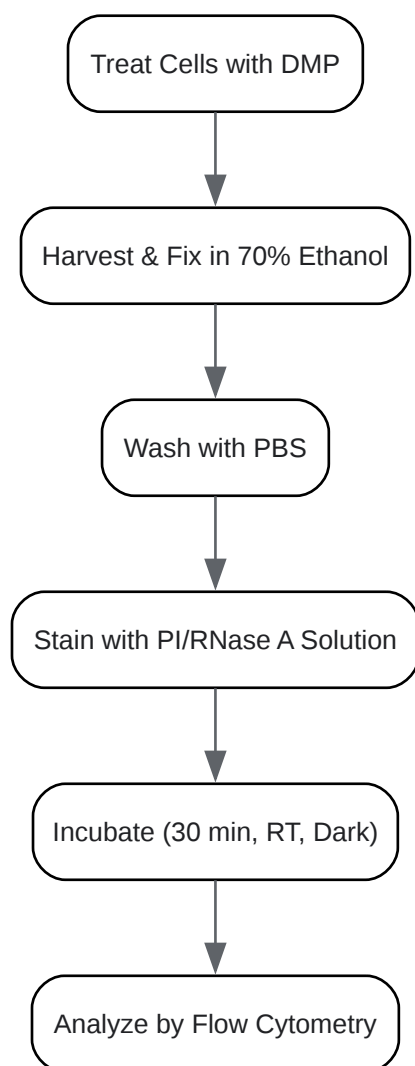 Treat Cells with DMP
Harvest & Fix in 70% Ethanol
Wash with PBS
Stain with PI/RNase A Solution
Incubate (30 min, RT, Dark)
Analyze by Flow Cytometry